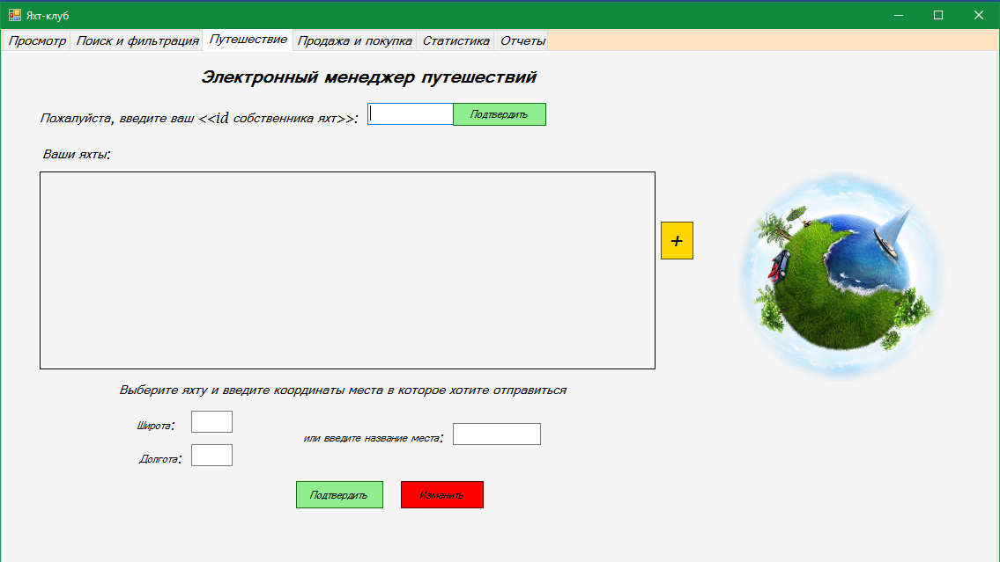 Яхт-клуб
Просмотр Поиск и фильтрация Путешествие Продажа и покупка Статистика Отчеты
Электронный менеджер путешествий
Пожалуйста, введите ваш <<id собственника яхт>>: Подтвердить
Ваши яхты:
+
Выберите яхту и введите координаты места в которое хотите отправиться
Широта:
или введите название места:
Долгота:
Подтвердить Изменить